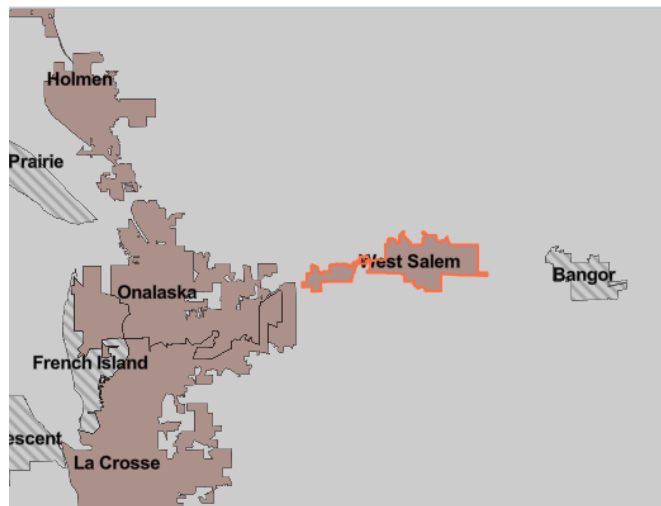 Holmen
Prairie
West Salem
Bangor
Onalaska
French Island
escent
La Crosse